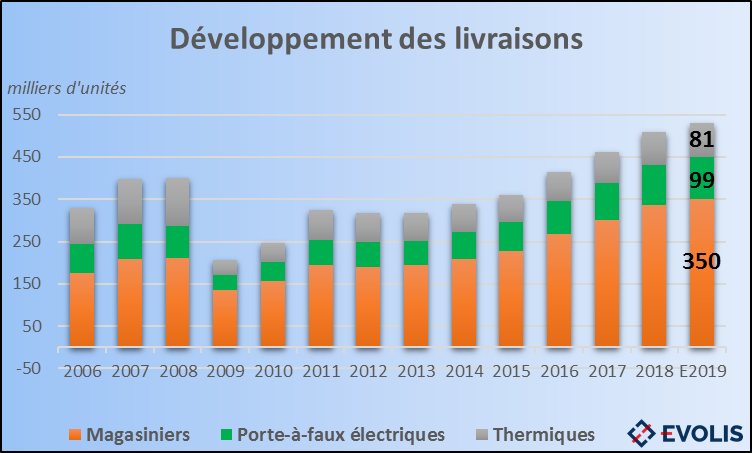 Développement des livraisons
milliers d'unités
550
450
350
250
150
50
-50
81
99
350
2006 2007 2008 2009 2010 2011 2012 2013 2014 2015 2016 2017 2018 E2019
Magasiniers Porte-à-faux électriques Thermiques
EVOLIS